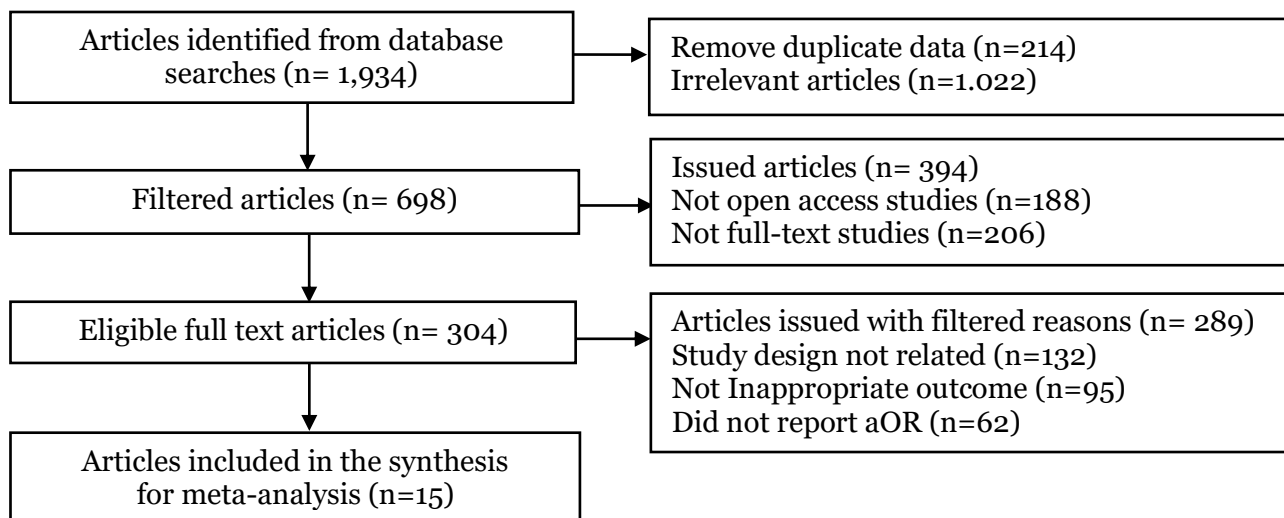 Articles identified from database
searches (n= 1,934)
Remove duplicate data (n=214)
Irrelevant articles (n=1.022)
Filtered articles (n= 698)
Issued articles (n= 394)
Not open access studies (n=188)
Not full-text studies (n=206)
Eligible full text articles (n= 304)
Articles issued with filtered reasons (n= 289)
Study design not related (n=132)
Not Inappropriate outcome (n=95)
Did not report aOR (n=62)
Articles included in the synthesis
for meta-analysis (n=15)